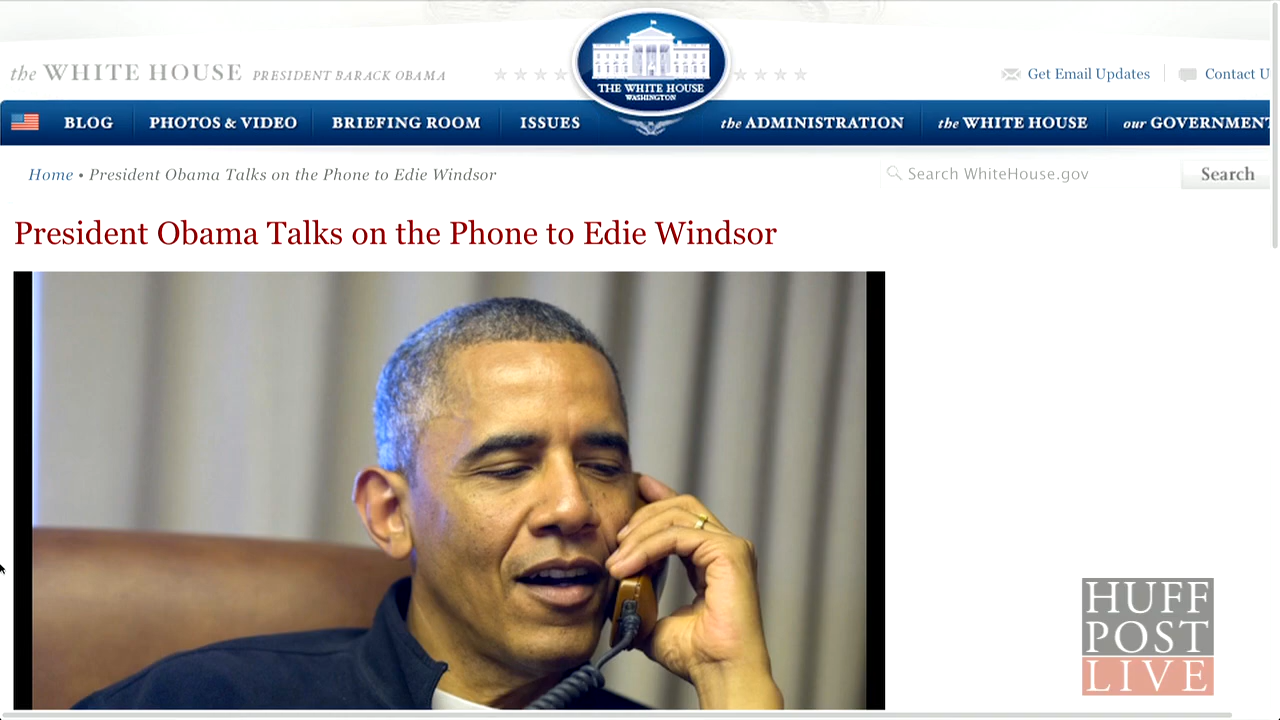 the WHITE HOUSE PRESIDENT BARACK OBAMA
THE WHITE HOUSE
WASHINGTON
Get Email Updates
Contact U
BLOG
PHOTOS & VIDEO
BRIEFING ROOM
ISSUES
the ADMINISTRATION
the WHITE HOUSE
our GOVERNMENT
Home • President Obama Talks on the Phone to Edie Windsor
Search WhiteHouse.gov
Search
President Obama Talks on the Phone to Edie Windsor
HUFF
POST
LIVE